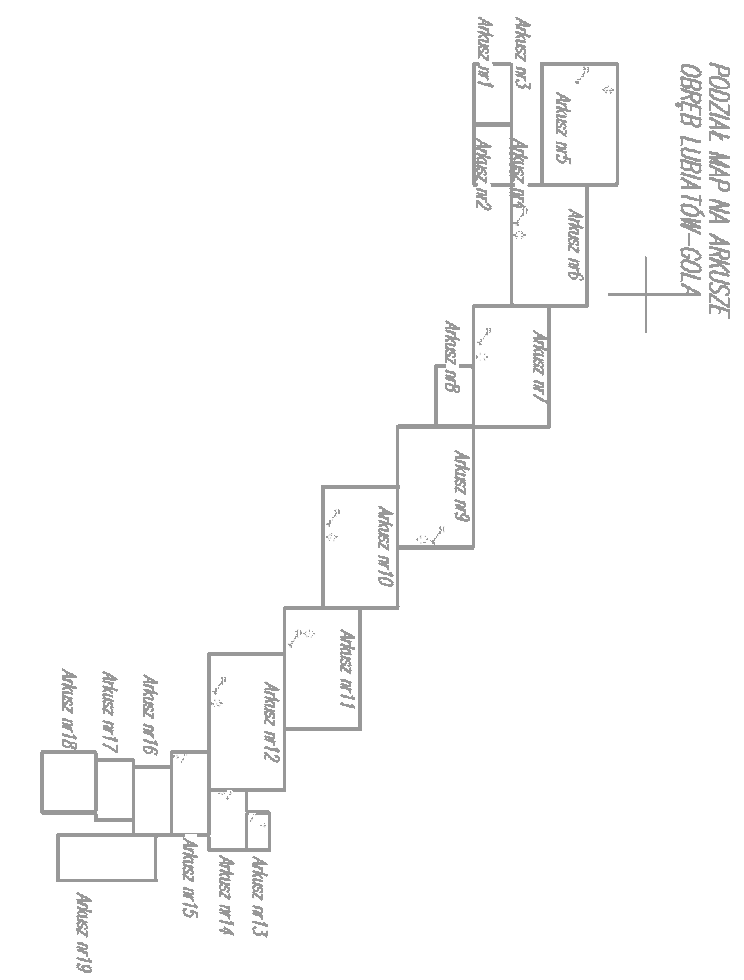 PODZIAŁ MAP NA ARKUSZE
OBRĘB LUBIATÓW-GOLA
Arkusz nr1
Arkusz nr2
Arkusz nr3
Arkusz nr4
Arkusz nr5
Arkusz nr6
Arkusz nr7
Arkusz nr8
Arkusz nr9
Arkusz nr10
Arkusz nr11
Arkusz nr12
Arkusz nr13
Arkusz nr14
Arkusz nr15
Arkusz nr16
Arkusz nr17
Arkusz nr18
Arkusz nr19